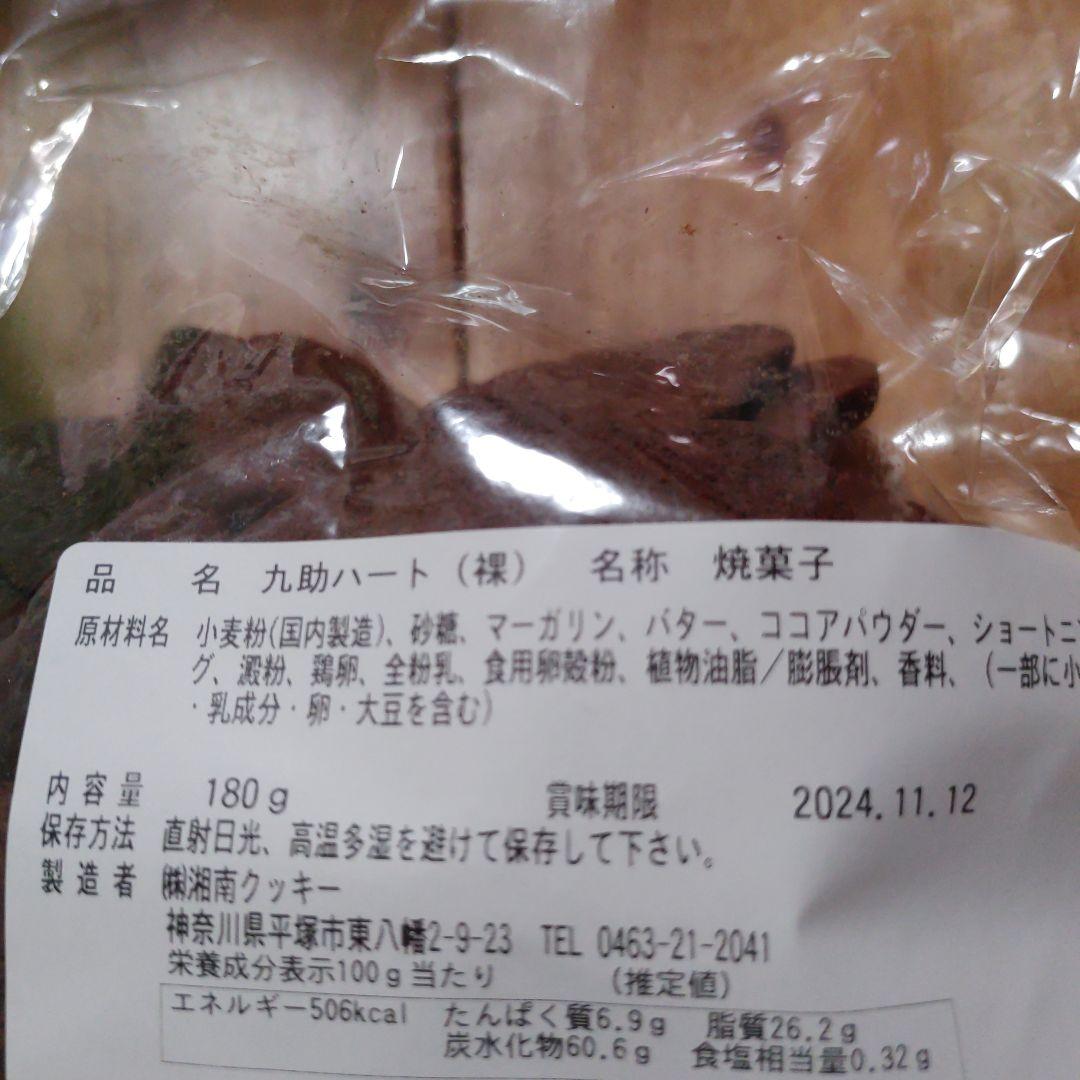 品 名 九助ハート（裸） 名称 焼菓子
原材料名 小麦粉(国内製造)、砂糖、マーガリン、バター、ココアパウダー、ショートニ
グ、澱粉、鶏卵、全粉乳、食用卵殻粉、植物油脂／膨脹剤、香料、（一部に小
・乳成分・卵・大豆を含む）
内容量 180g 賞味期限 2024.11.12
保存方法 直射日光、高温多湿を避けて保存して下さい。
製造者 ㈱湘南クッキー
神奈川県平塚市東八幡2-9-23 TEL 0463-21-2041
栄養成分表示100g当たり （推定値）
エネルギー506kcal たんぱく質6.9g 脂質26.2g
炭水化物60.6g 食塩相当量0.32g